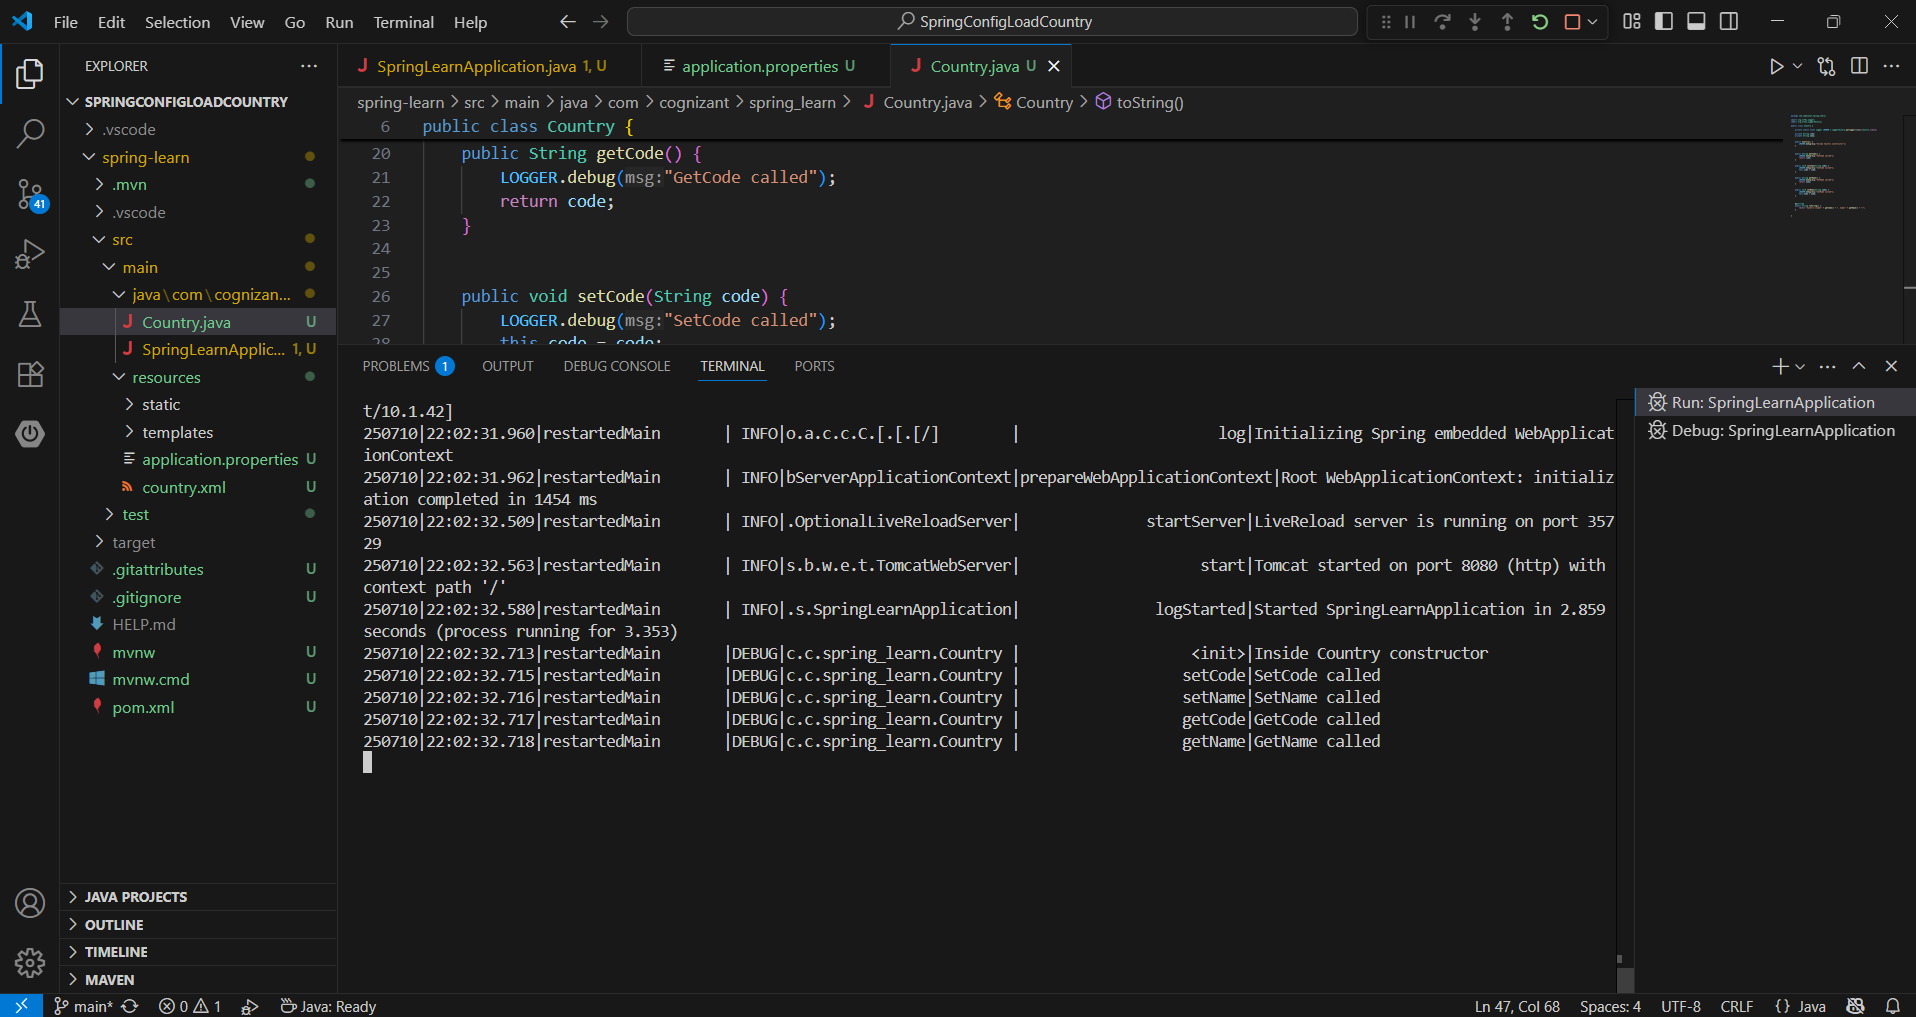 File Edit Selection View Go Run Terminal Help
SpringConfigLoadCountry
EXPLORER
SPRINGCONFIGLOADCOUNTRY
.vscode
spring-learn
.mvn
.vscode
src
main
java\com\cognizan...
Country.java U
SpringLearnApplic... 1, U
resources
static
templates
application.properties U
country.xml U
test
target
.gitattributes U
.gitignore U
HELP.md
mvnw U
mvnw.cmd U
pom.xml U
JAVA PROJECTS
OUTLINE
TIMELINE
MAVEN
41
SpringLearnApplication.java 1, U
application.properties U
Country.java U
spring-learn > src > main > java > com > cognizant > spring_learn > Country.java > Country > toString()
6 public class Country {
20 public String getCode() {
21 LOGGER.debug(msg:"GetCode called");
22 return code;
23 }
24
25
26 public void setCode(String code) {
27 LOGGER.debug(msg:"SetCode called");
28 this.code = code;
PROBLEMS 1 OUTPUT DEBUG CONSOLE TERMINAL PORTS
t/10.1.42]
250710|22:02:31.960|restartedMain | INFO|o.a.c.c.C.[.[.[/] | log|Initializing Spring embedded WebApplicat
ionContext
250710|22:02:31.962|restartedMain | INFO|bServerApplicationContext|prepareWebApplicationContext|Root WebApplicationContext: initializ
ation completed in 1454 ms
250710|22:02:32.509|restartedMain | INFO|.OptionalLiveReloadServer| startServer|LiveReload server is running on port 357
29
250710|22:02:32.563|restartedMain | INFO|s.b.w.e.t.TomcatWebServer| start|Tomcat started on port 8080 (http) with
context path '/'
250710|22:02:32.580|restartedMain | INFO|.s.SpringLearnApplication| logStarted|Started SpringLearnApplication in 2.859
seconds (process running for 3.353)
250710|22:02:32.713|restartedMain |DEBUG|c.c.spring_learn.Country | <init>|Inside Country constructor
250710|22:02:32.715|restartedMain |DEBUG|c.c.spring_learn.Country | setCode|SetCode called
250710|22:02:32.716|restartedMain |DEBUG|c.c.spring_learn.Country | setName|SetName called
250710|22:02:32.717|restartedMain |DEBUG|c.c.spring_learn.Country | getCode|GetCode called
250710|22:02:32.718|restartedMain |DEBUG|c.c.spring_learn.Country | getName|GetName called
Run: SpringLearnApplication
Debug: SpringLearnApplication
main* 0 1 Java: Ready
Ln 47, Col 68 Spaces: 4 UTF-8 CRLF {} Java